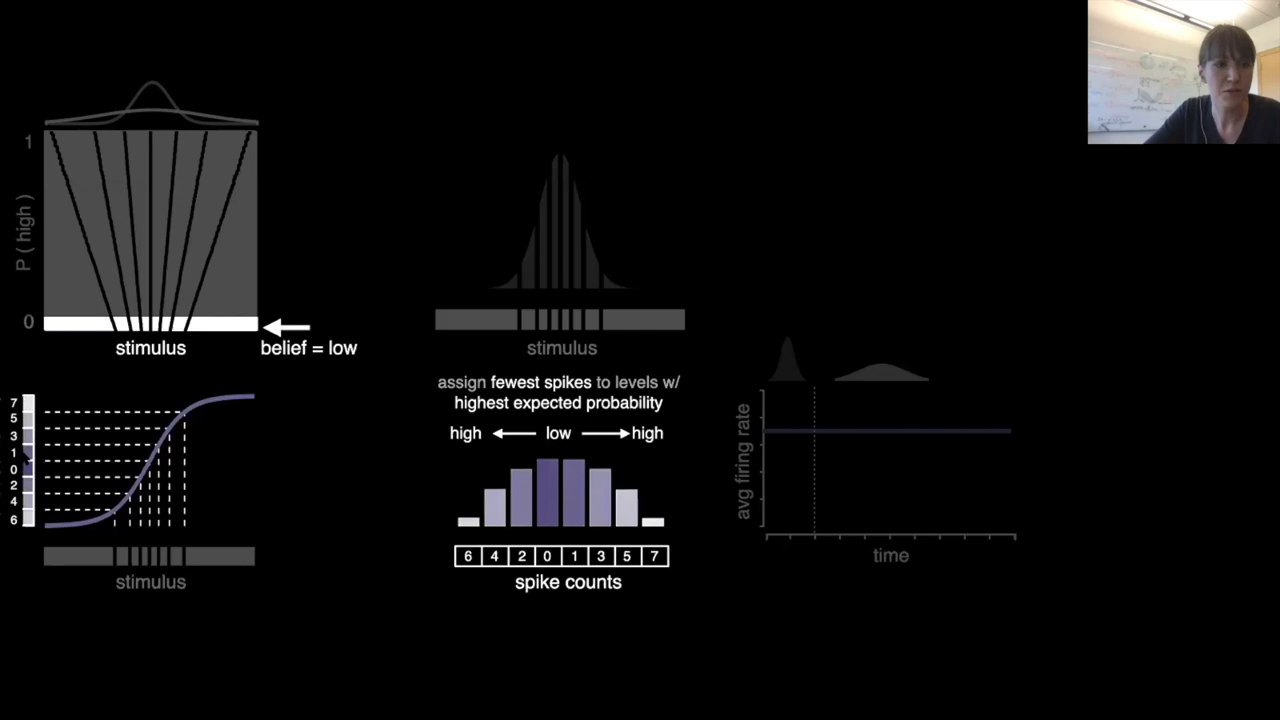 1
P ( high )
0
stimulus
belief = low
7
5
3
1
0
2
4
6
stimulus
stimulus
assign fewest spikes to levels w/
highest expected probability
high low high
6 4 2 0 1 3 5 7
spike counts
avg firing rate
time